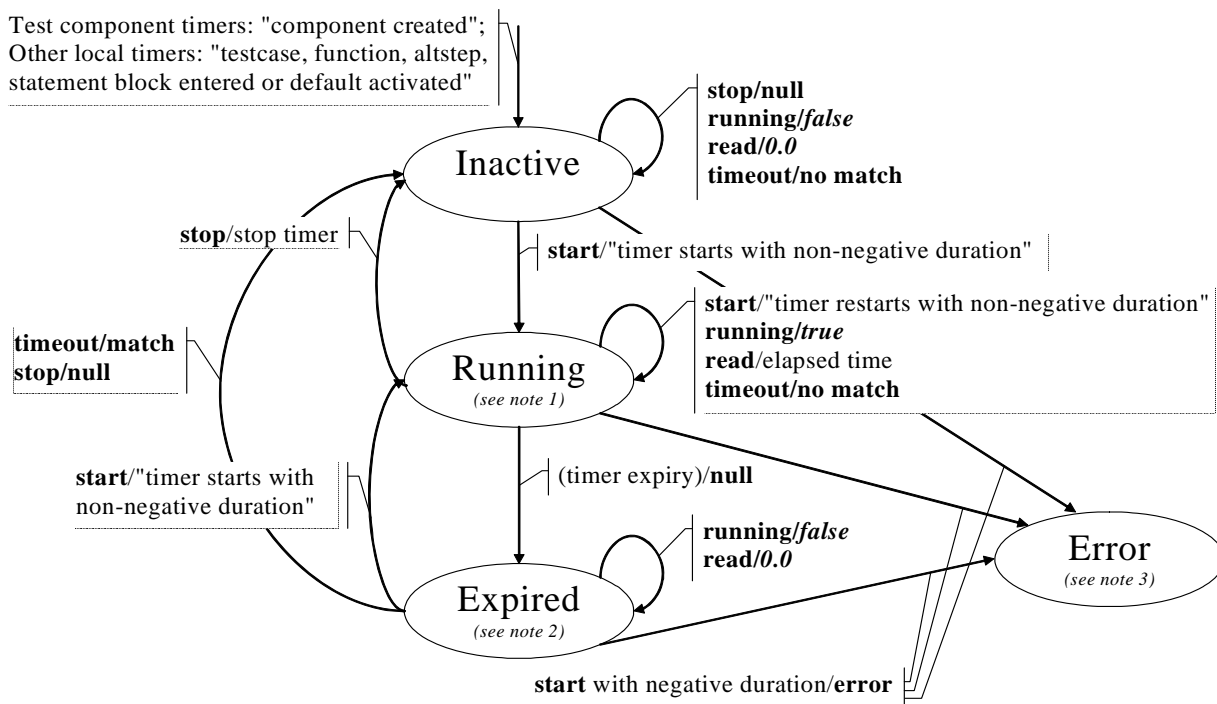 Test component timers: "component created";
Other local timers: "testcase, function, altstep,
statement block entered or default activated"
stop/null
running/false
read/0.0
timeout/no match
Inactive
stop/stop timer
start/"timer starts with non-negative duration"
start/"timer restarts with non-negative duration"
running/true
read/elapsed time
timeout/no match
timeout/match
stop/null
Running
(see note 1)
start/"timer starts with
non-negative duration"
(timer expiry)/null
running/false
read/0.0
Error
(see note 3)
Expired
(see note 2)
start with negative duration/error